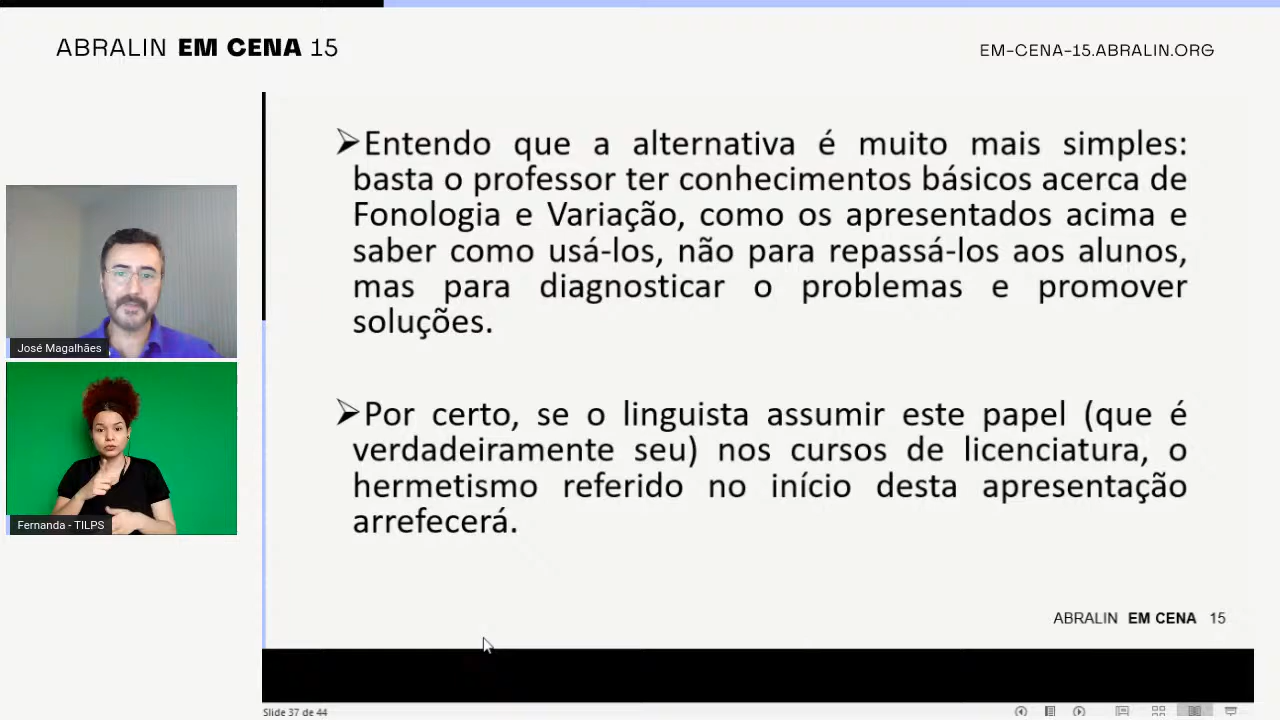 ABRALIN EM CENA 15
EM-CENA-15.ABRALIN.ORG
➢Entendo que a alternativa é muito mais simples:
basta o professor ter conhecimentos básicos acerca de
Fonologia e Variação, como os apresentados acima e
saber como usá-los, não para repassá-los aos alunos,
mas para diagnosticar o problemas e promover
soluções.
➢Por certo, se o linguista assumir este papel (que é
verdadeiramente seu) nos cursos de licenciatura, o
hermetismo referido no início desta apresentação
arrefecerá.
José Magalhães
Fernanda - TILPS
ABRALIN EM CENA 15
Slide 37 de 44